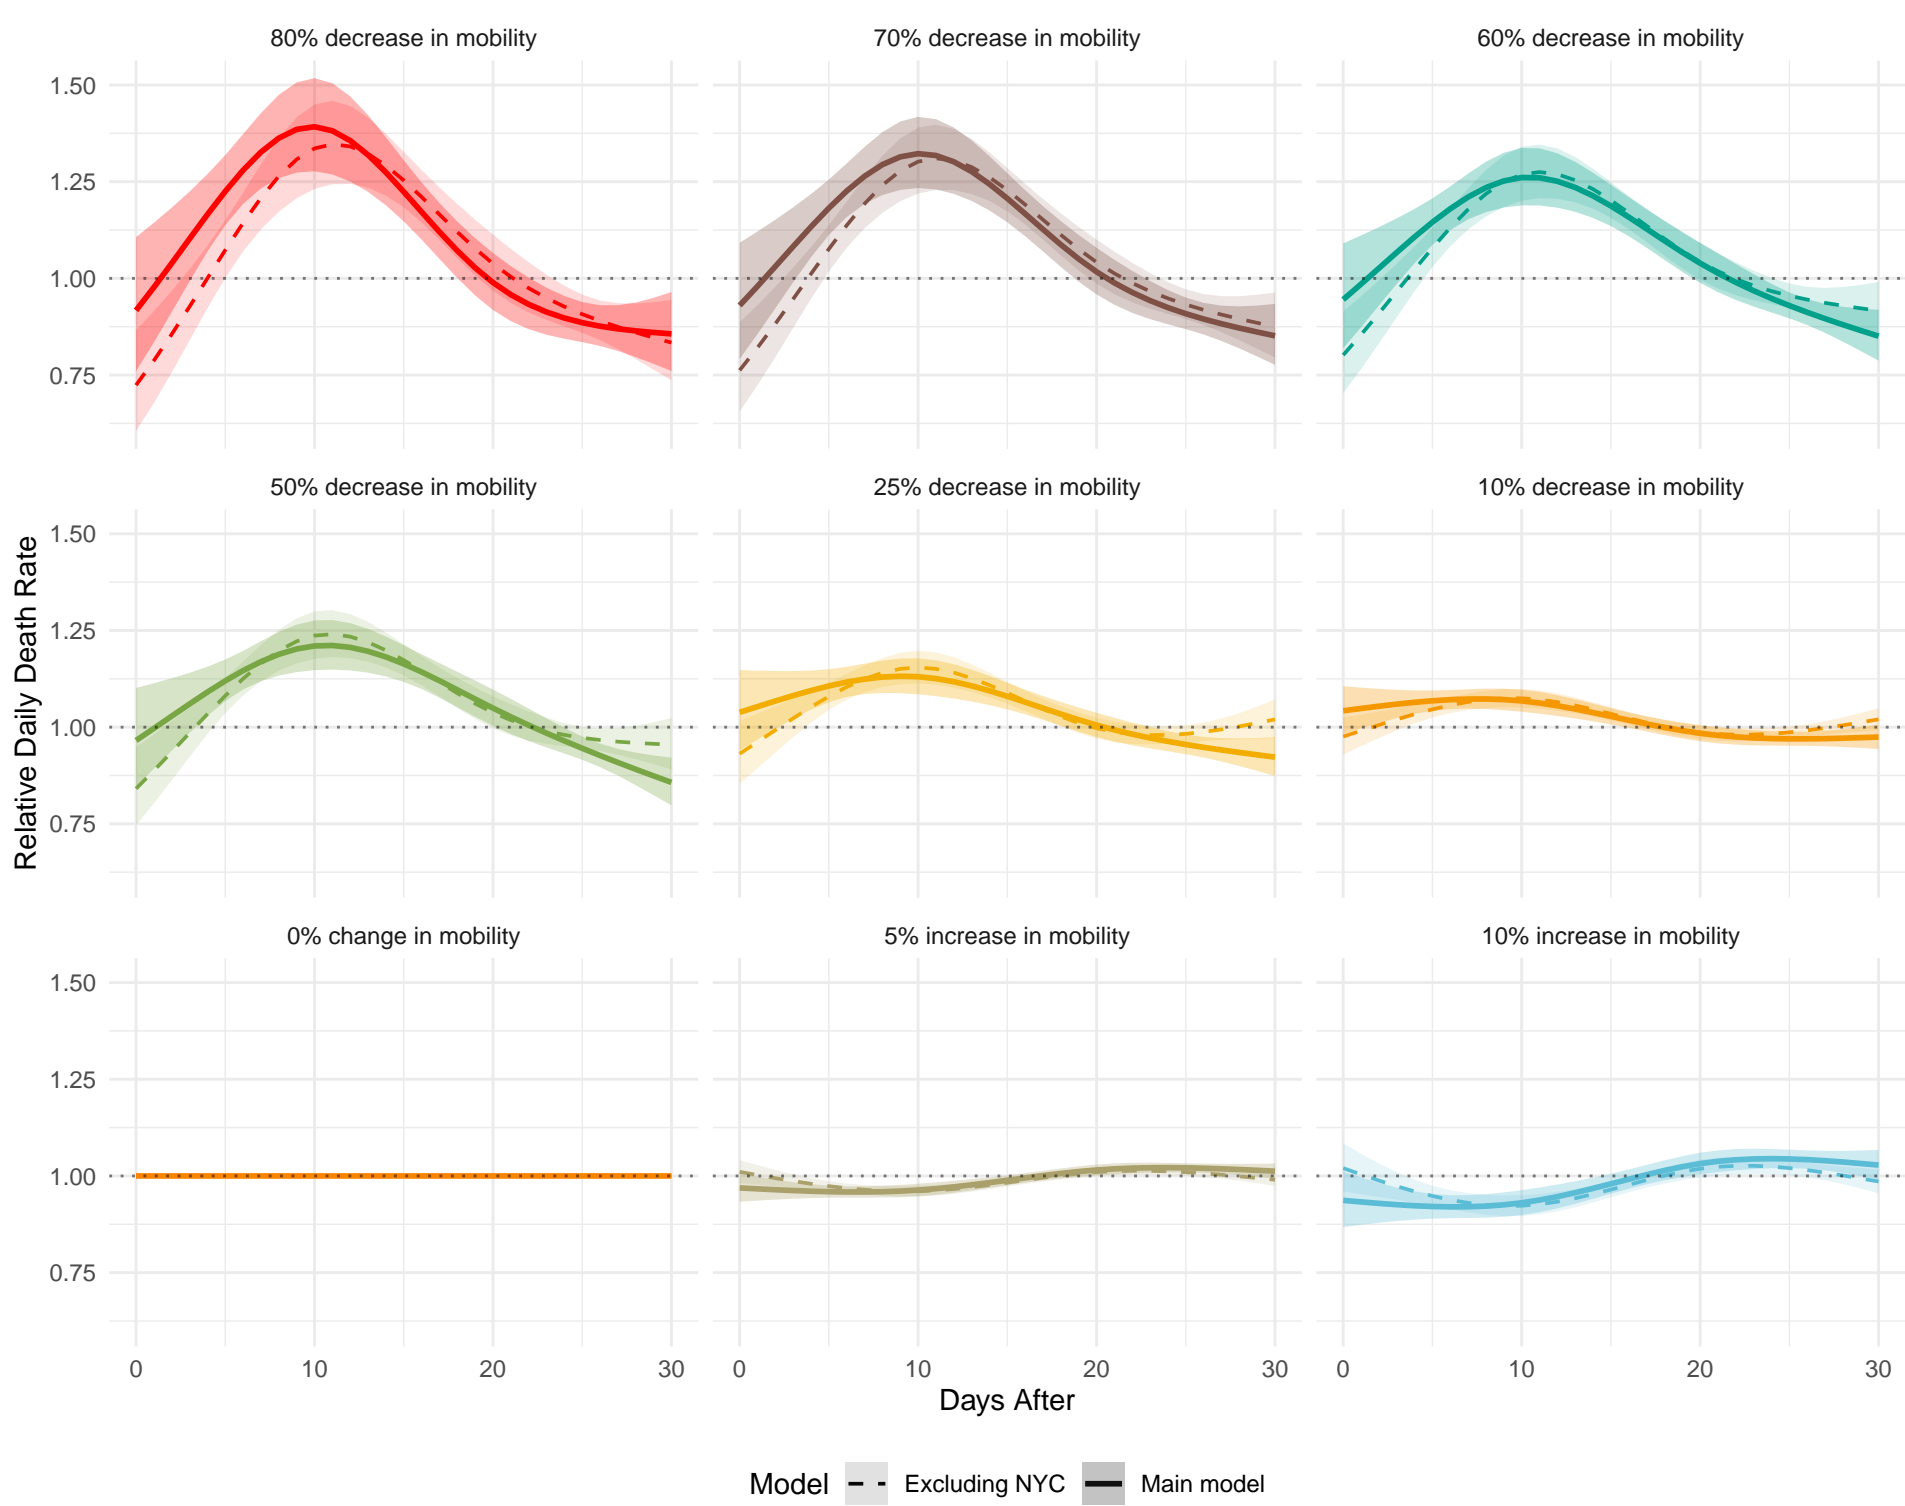 80% decrease in mobility
70% decrease in mobility
60% decrease in mobility
1.50
1.25
1.00
0.75
50% decrease in mobility
25% decrease in mobility
10% decrease in mobility
1.50
1.25
1.00
0.75
Relative Daily Death Rate
0% change in mobility
5% increase in mobility
10% increase in mobility
1.50
1.25
1.00
0.75
0 10 20 30
0 10 20 30
0 10 20 30
Days After
Model Excluding NYC Main model